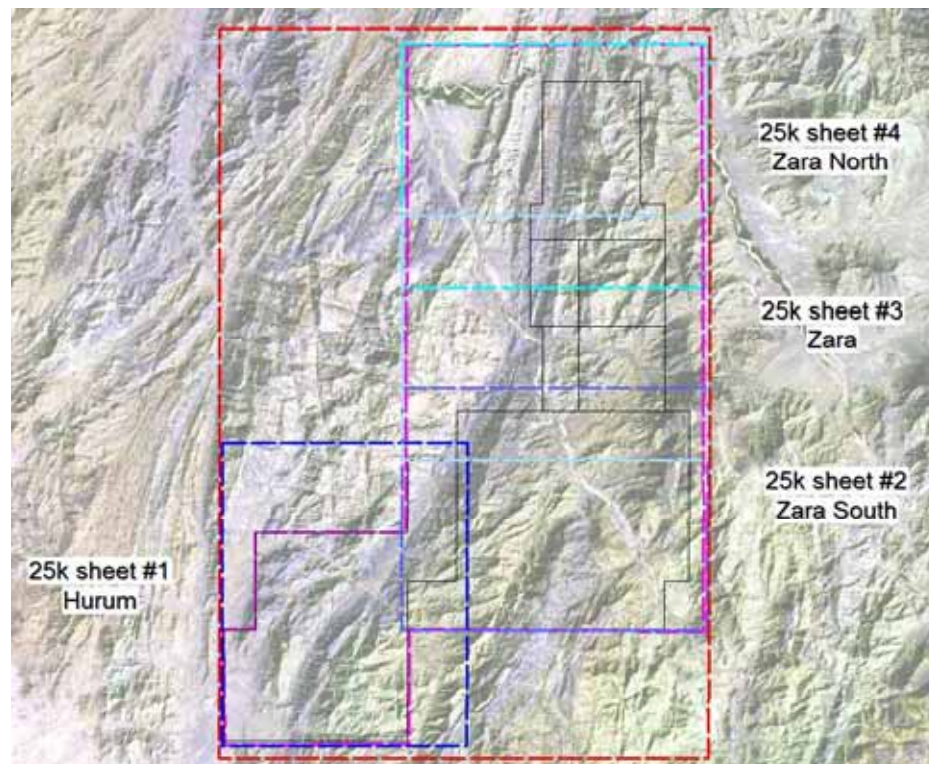 25k sheet #4
Zara North
25k sheet #3
Zara
25k sheet #2
Zara South
25k sheet #1
Hurum